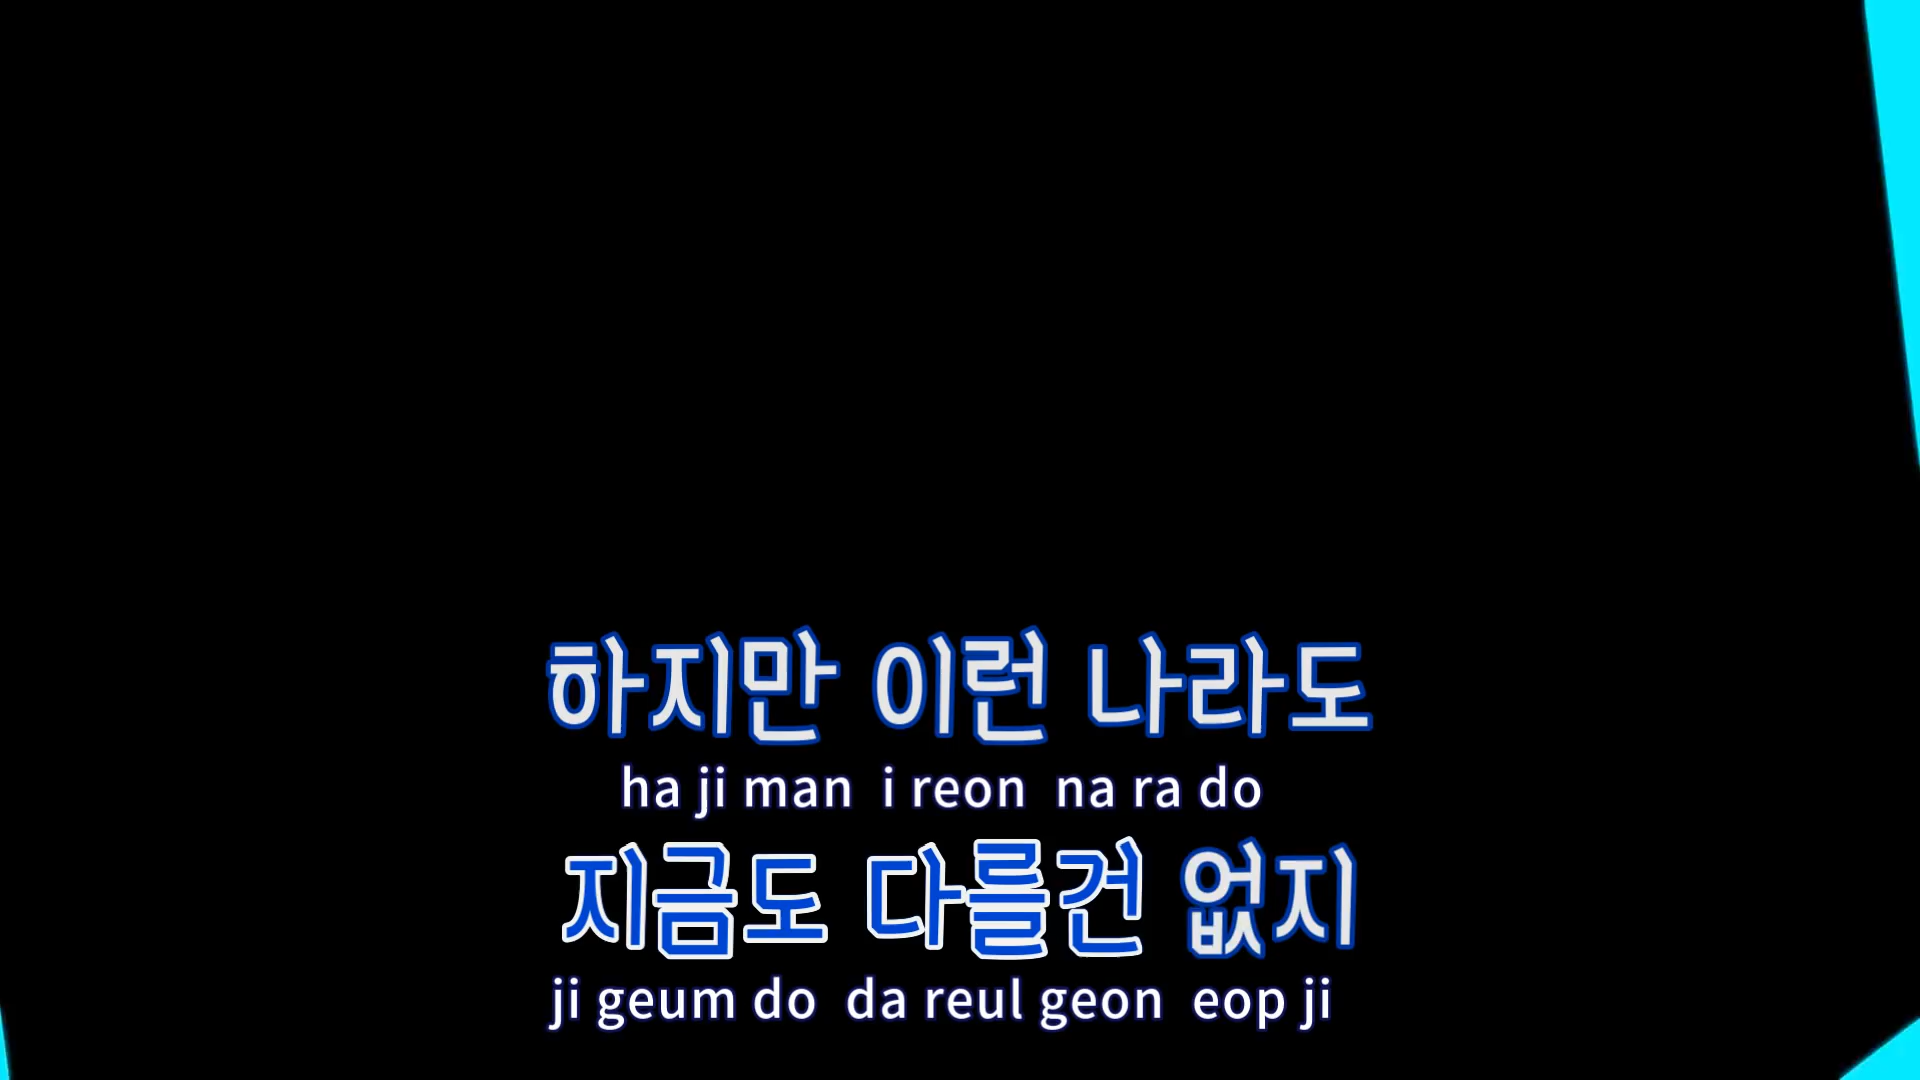 하지만 이런 나라도
ha ji man i reon na ra do
지금도 다를건 없지
ji geum do da reul geon eop ji